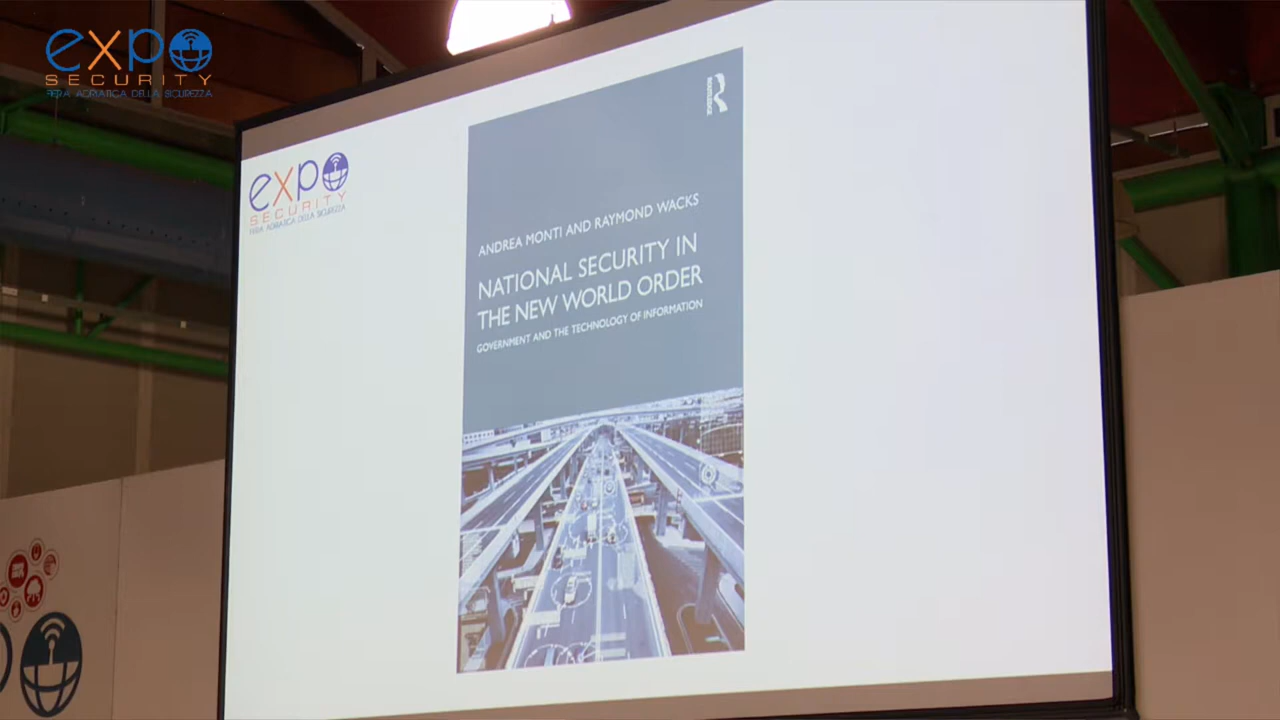 expo
SECURITY
FIERA ADRIATICA DELLA SICUREZZA
expo
SECURITY
FIERA ADRIATICA DELLA SICUREZZA
ROUTLEDGE
ANDREA MONTI AND RAYMOND WACKS
NATIONAL SECURITY IN
THE NEW WORLD ORDER
GOVERNMENT AND THE TECHNOLOGY OF INFORMATION